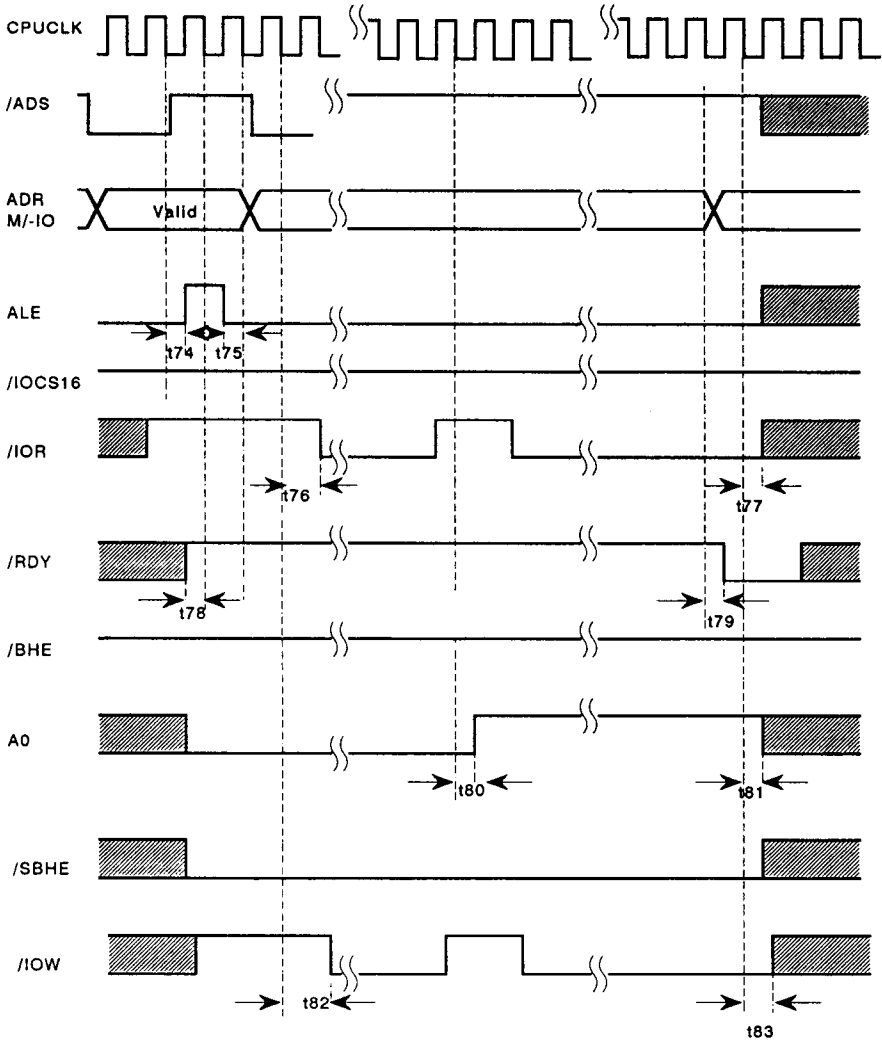 CPUCLK
/ADS
ADR
M/-IO
Valid
ALE
t74
t75
/IOCS16
/IOR
t76
t77
/RDY
t78
t79
/BHE
A0
t80
t81
/SBHE
/IOW
t82
t83